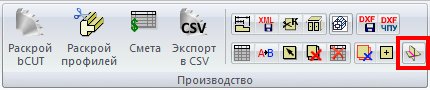 CSV
XML
DXF
DXF
ЧПУ
A→B
Раскрой bCUT
Раскрой профилей
Смета
Экспорт в CSV
Производство